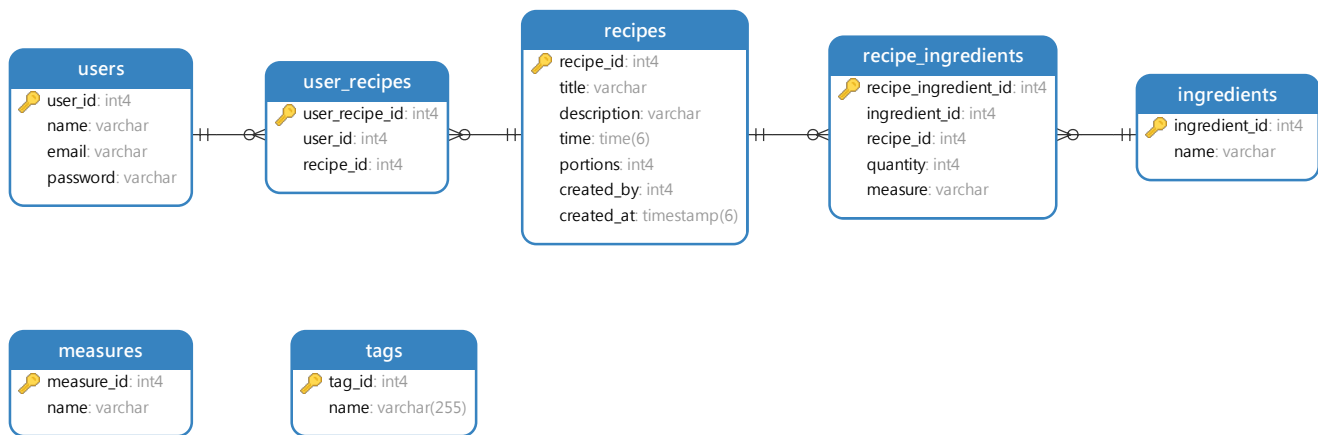 users
user_id: int4
name: varchar
email: varchar
password: varchar
user_recipes
user_recipe_id: int4
user_id: int4
recipe_id: int4
recipes
recipe_id: int4
title: varchar
description: varchar
time: time(6)
portions: int4
created_by: int4
created_at: timestamp(6)
recipe_ingredients
recipe_ingredient_id: int4
ingredient_id: int4
recipe_id: int4
quantity: int4
measure: varchar
ingredients
ingredient_id: int4
name: varchar
measures
measure_id: int4
name: varchar
tags
tag_id: int4
name: varchar(255)